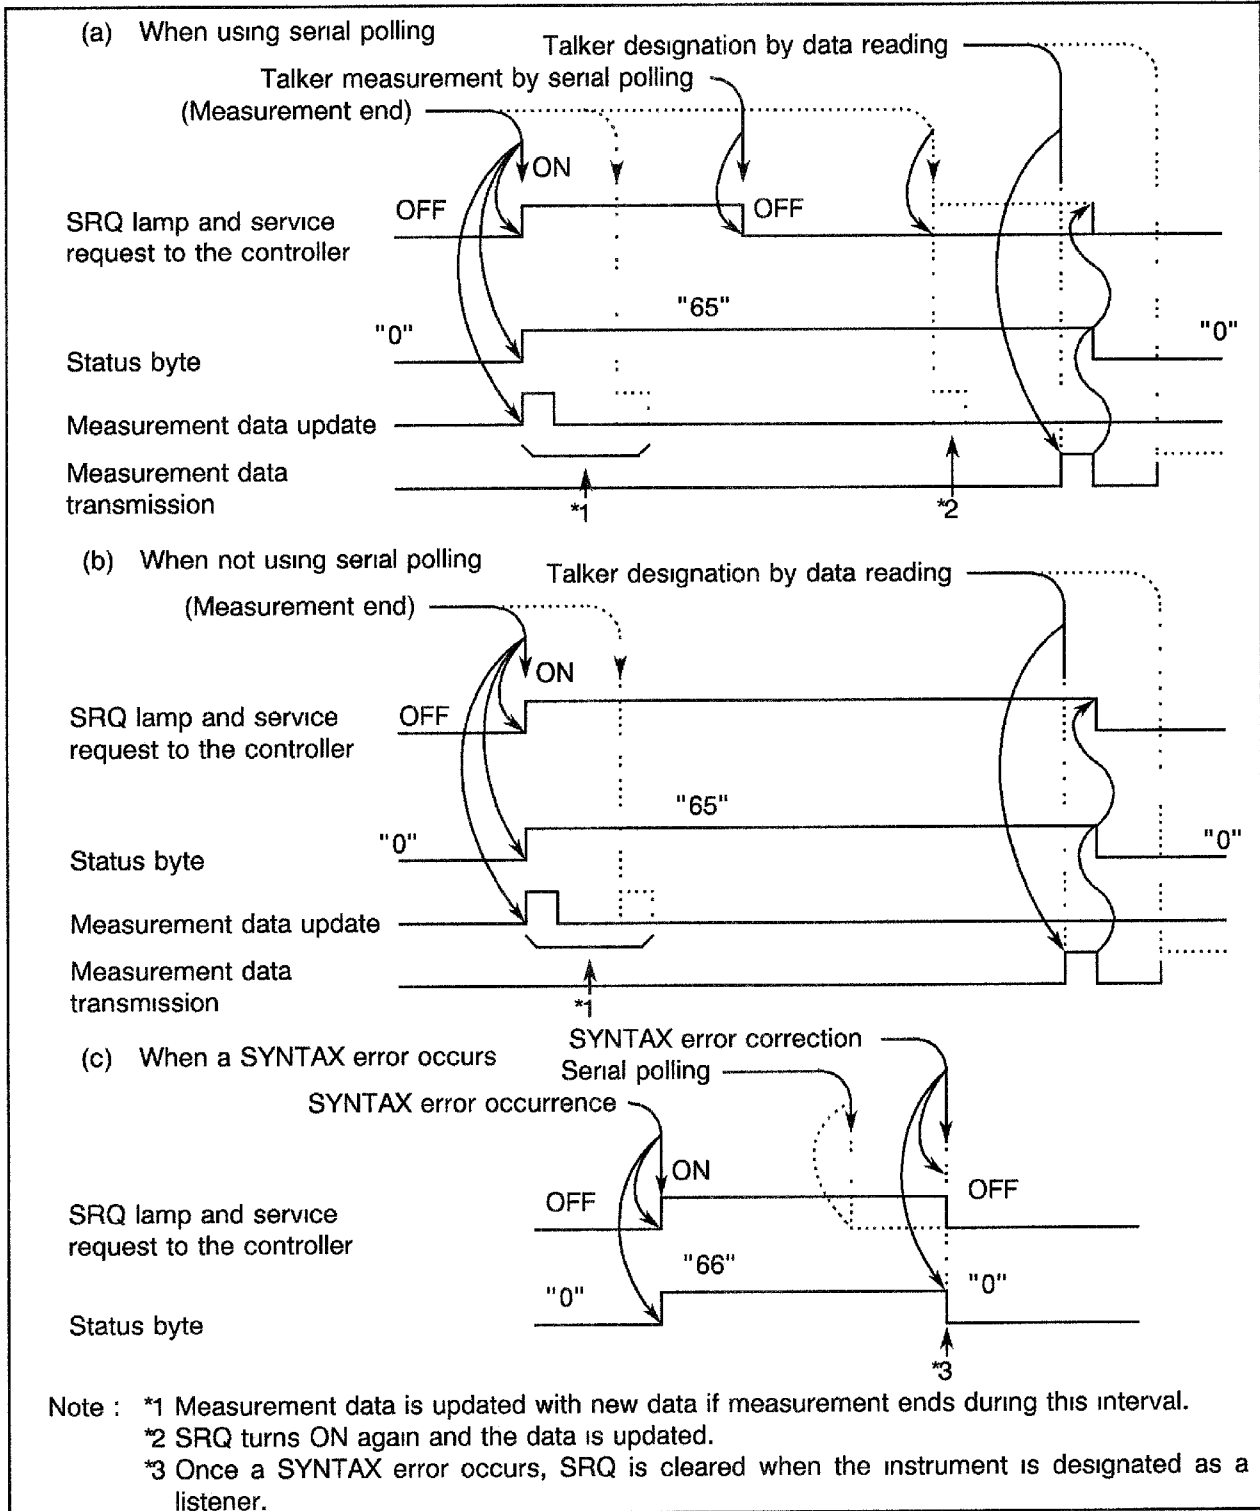 (a) When using serial polling
Talker designation by data reading
Talker measurement by serial polling
(Measurement end)
ON
OFF
OFF
SRQ lamp and service
request to the controller
"65"
"0"
"0"
Status byte
Measurement data update
Measurement data
transmission
*1
*2
(b) When not using serial polling
Talker designation by data reading
(Measurement end)
ON
OFF
SRQ lamp and service
request to the controller
"65"
"0"
"0"
Status byte
Measurement data update
Measurement data
transmission
*1
SYNTAX error correction
(c) When a SYNTAX error occurs
Serial polling
SYNTAX error occurrence
ON
OFF
OFF
SRQ lamp and service
request to the controller
"66"
"0"
"0"
Status byte
*3
Note : *1 Measurement data is updated with new data if measurement ends during this interval.
*2 SRQ turns ON again and the data is updated.
*3 Once a SYNTAX error occurs, SRQ is cleared when the instrument is designated as a
listener.